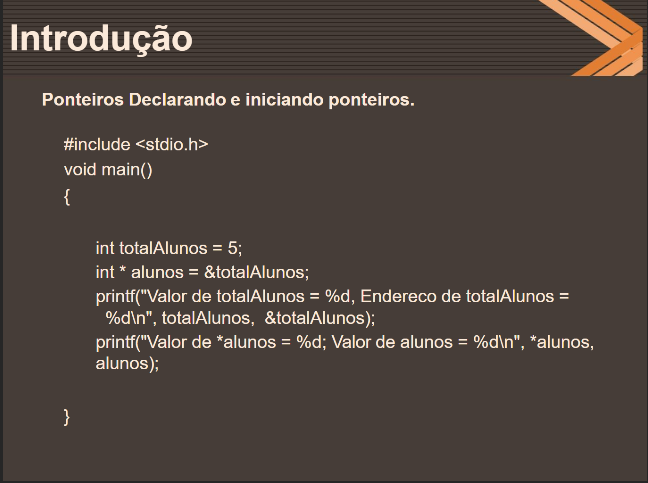 Introdução
Ponteiros Declarando e iniciando ponteiros.
#include <stdio.h>
void main()
{
int totalAlunos = 5;
int * alunos = &totalAlunos;
printf("Valor de totalAlunos = %d, Endereco de totalAlunos =
%d\n", totalAlunos, &totalAlunos);
printf("Valor de *alunos = %d; Valor de alunos = %d\n", *alunos,
alunos);
}